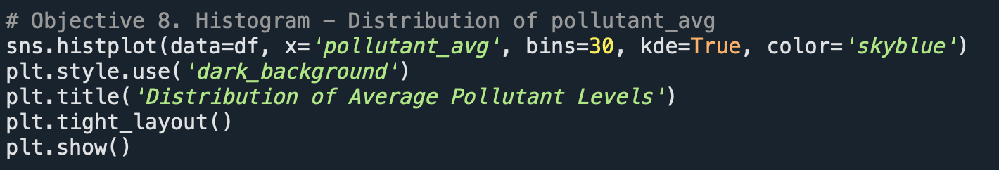 # Objective 8. Histogram – Distribution of pollutant_avg
sns.histplot(data=df, x='pollutant_avg', bins=30, kde=True, color='skyblue')
plt.style.use('dark_background')
plt.title('Distribution of Average Pollutant Levels')
plt.tight_layout()
plt.show()